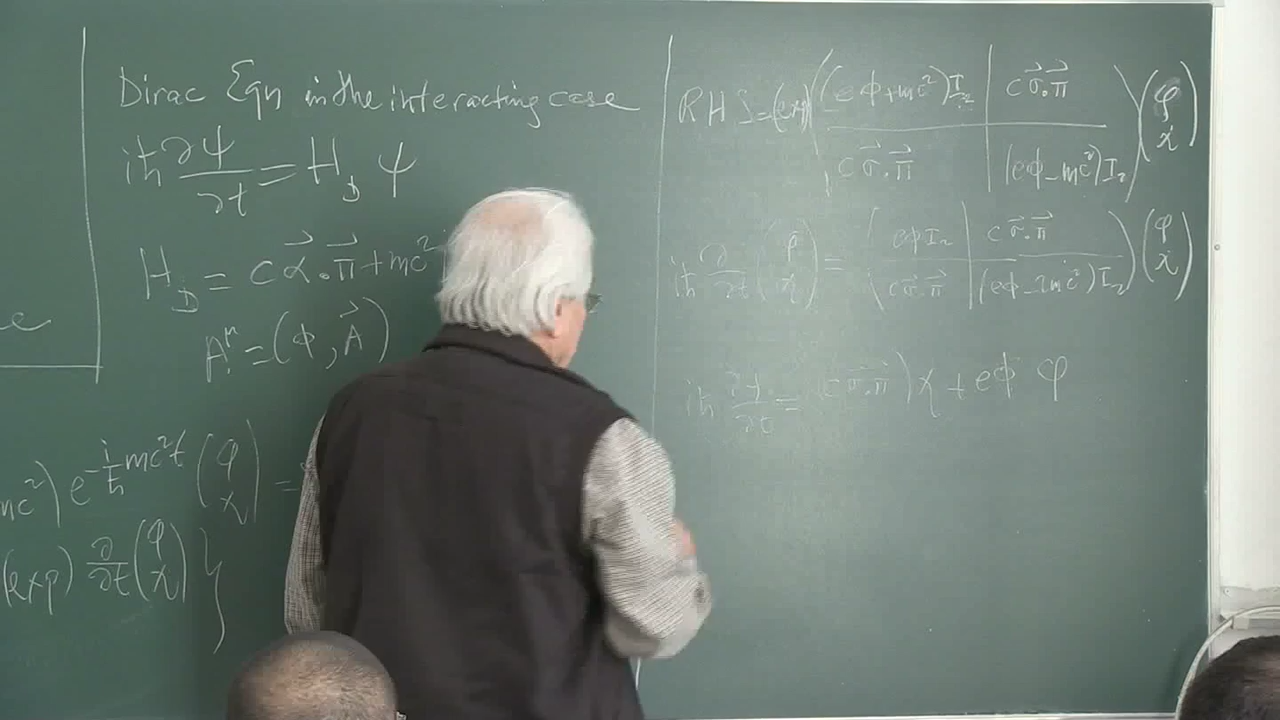 Dirac Eqn in the interacting case
iħ ∂ψ/∂t = H_D ψ
H_D = c α⃗.π⃗ + mc²
A^μ = (ϕ, A⃗)
e
mc²) e^{-i/ħ mc²t} (φ χ) =
(exp) ∂/∂t (φ χ) }
RHS = (exp) ( (eϕ+mc²)I₂ | c σ⃗.π⃗
c σ⃗.π⃗ | (eϕ-mc²)I₂ ) (φ χ)
iħ ∂/∂t (φ χ) = ( eϕI₂ | c σ⃗.π⃗
c σ⃗.π⃗ | (eϕ-2mc²)I₂ ) (φ χ)
iħ ∂φ/∂t = c σ⃗.π⃗) χ + eϕ φ